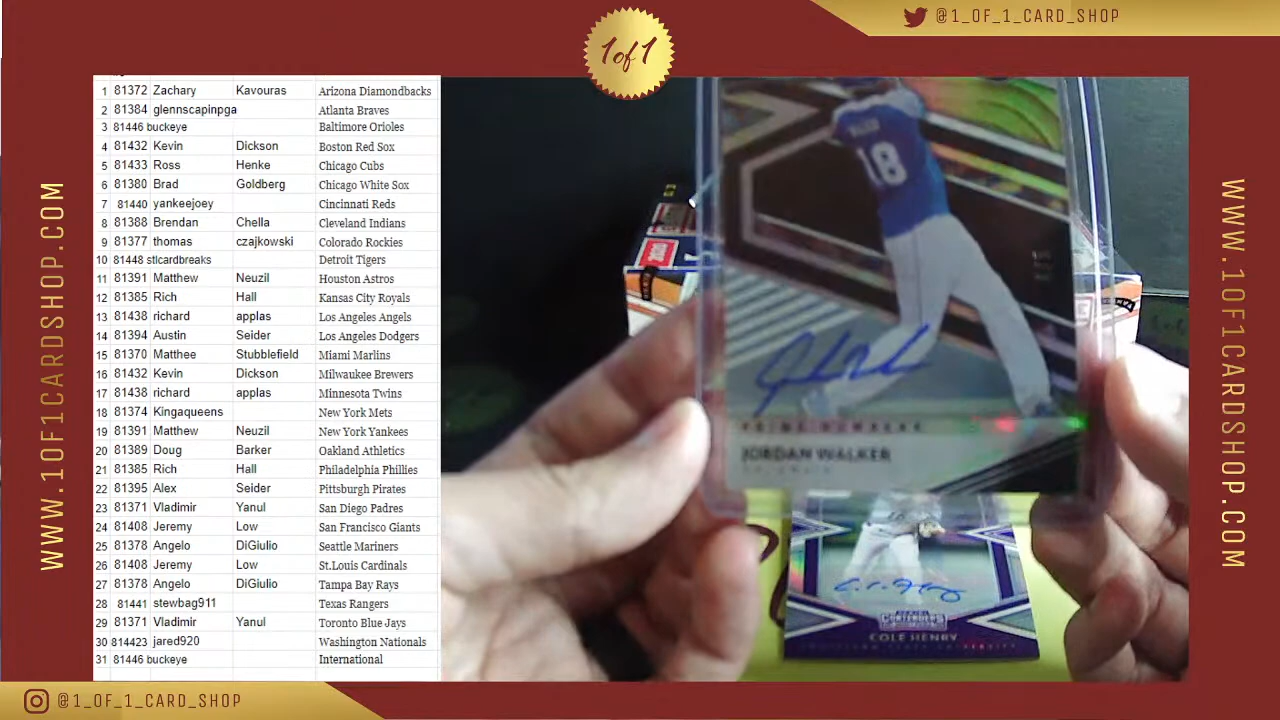 @1_OF_1_CARD_SHOP
1of1
1 81372 Zachary Kavouras Arizona Diamondbacks
2 81384 glennscapinpga Atlanta Braves
3 81446 buckeye Baltimore Orioles
4 81432 Kevin Dickson Boston Red Sox
5 81433 Ross Henke Chicago Cubs
6 81380 Brad Goldberg Chicago White Sox
7 81440 yankeejoey Cincinnati Reds
8 81388 Brendan Chella Cleveland Indians
9 81377 thomas czajkowski Colorado Rockies
10 81448 stlcardbreaks Detroit Tigers
11 81391 Matthew Neuzil Houston Astros
12 81385 Rich Hall Kansas City Royals
13 81438 richard applas Los Angeles Angels
14 81394 Austin Seider Los Angeles Dodgers
15 81370 Matthee Stubblefield Miami Marlins
16 81432 Kevin Dickson Milwaukee Brewers
17 81438 richard applas Minnesota Twins
18 81374 Kingaqueens New York Mets
19 81391 Matthew Neuzil New York Yankees
20 81389 Doug Barker Oakland Athletics
21 81385 Rich Hall Philadelphia Phillies
22 81395 Alex Seider Pittsburgh Pirates
23 81371 Vladimir Yanul San Diego Padres
24 81408 Jeremy Low San Francisco Giants
25 81378 Angelo DiGiulio Seattle Mariners
26 81408 Jeremy Low St.Louis Cardinals
27 81378 Angelo DiGiulio Tampa Bay Rays
28 81441 stewbag911 Texas Rangers
29 81371 Vladimir Yanul Toronto Blue Jays
30 814423 jared920 Washington Nationals
31 81446 buckeye International
18
PRIME NUMBERS
JORDAN WALKER
CONTENDERS
COLE HENRY
WWW.1OF1CARDSHOP.COM
WWW.1OF1CARDSHOP.COM
@1_OF_1_CARD_SHOP